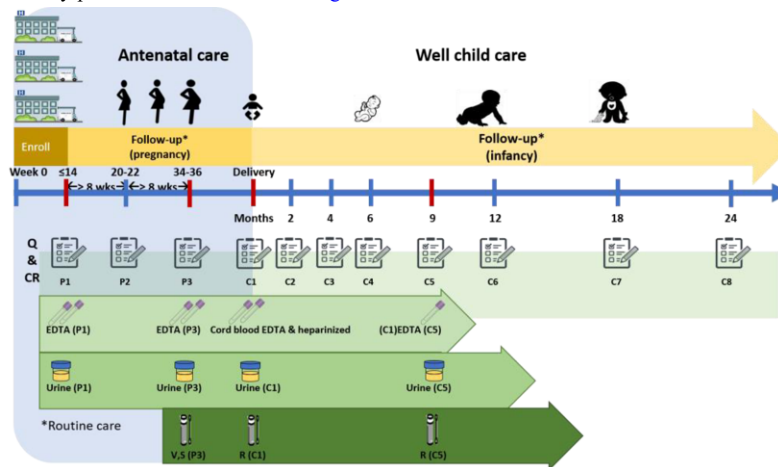 Antenatal care
Well child care
Enroll
Follow-up*
(pregnancy)
Follow-up*
(infancy)
Week 0 ≤14 20-22 34-36 Delivery
> 8 wks > 8 wks
Months 2 4 6 9 12 18 24
Q
&
CR
P1 P2 P3 C1 C2 C3 C4 C5 C6 C7 C8
EDTA (P1) EDTA (P3) Cord blood EDTA & heparinized (C1)EDTA (C5)
Urine (P1) Urine (P3) Urine (C1) Urine (C5)
*Routine care
V,S (P3) R (C1) R (C5)